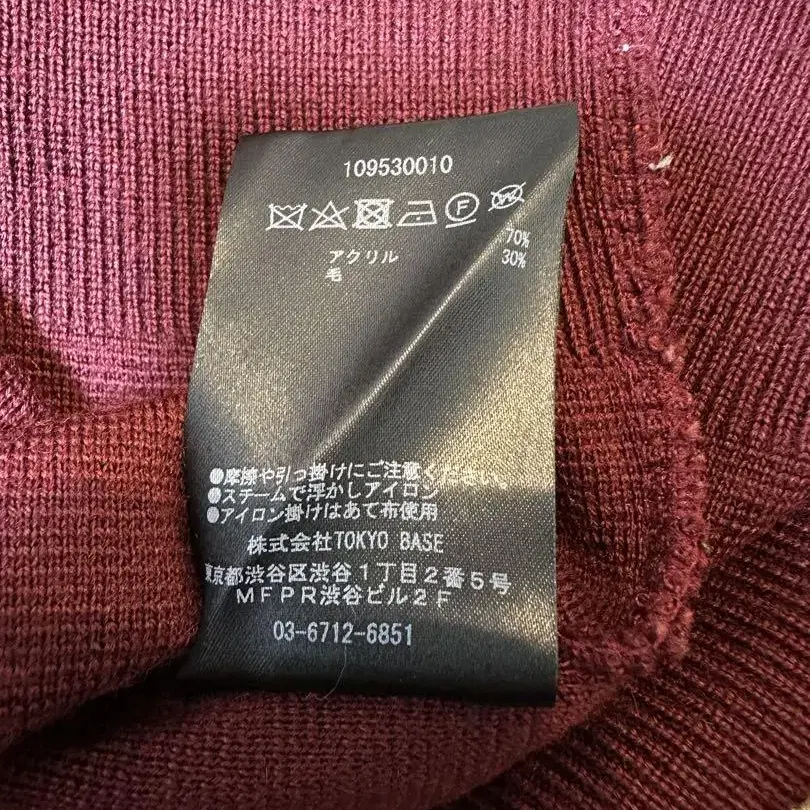 109530010
F
W
アクリル 70%
毛 30%
●摩擦や引っ掛けにご注意ください。
●スチームで浮かしアイロン
●アイロン掛けはあて布使用
株式会社TOKYO BASE
東京都渋谷区渋谷1丁目2番5号
MFPR渋谷ビル2F
03-6712-6851